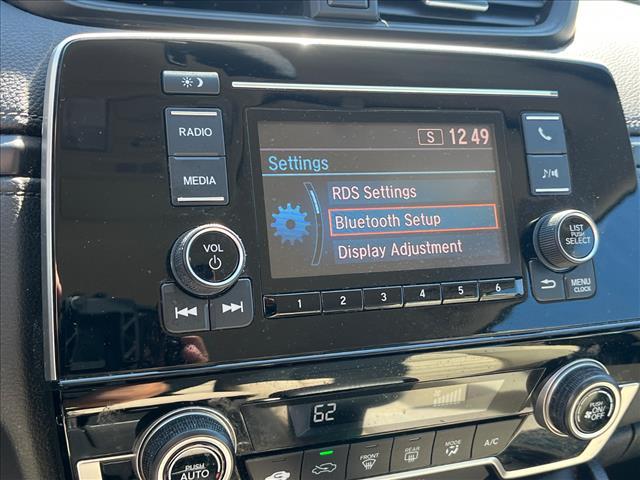 S 12 49
RADIO
Settings
RDS Settings
MEDIA
Bluetooth Setup
LIST
PUSH
SELECT
VOL
Display Adjustment
MENU
CLOCK
1 2 3 4 5 6
62
PUSH
ON/OFF
PUSH
AUTO
FRONT
REAR
MODE
A/C